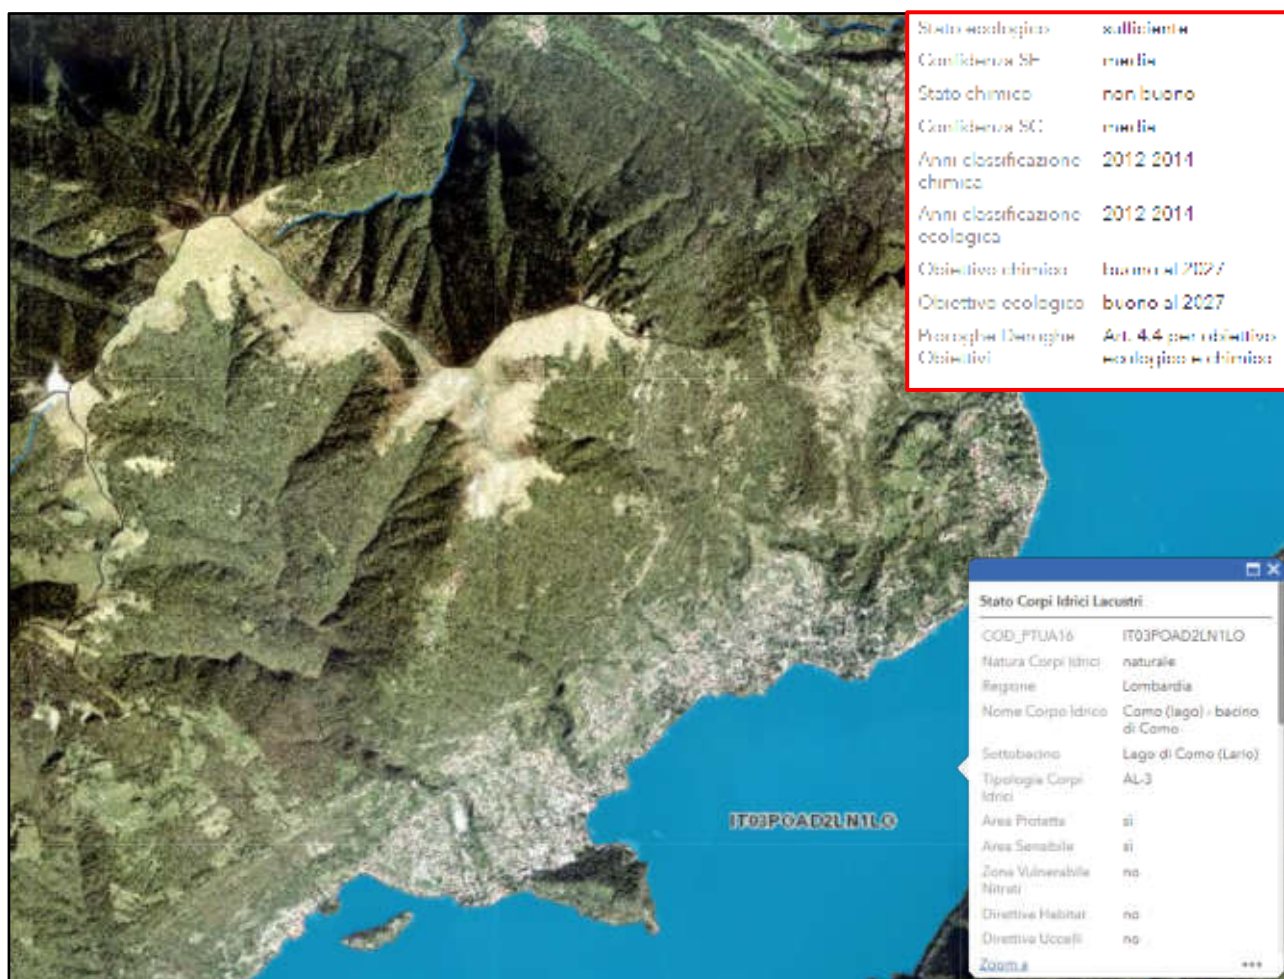 Stato ecologico sufficiente
Confidenza SE media
Stato chimico non buono
Confidenza SC media
Anni classificazione 2012-2014
chimica
Anni classificazione 2012-2014
ecologica
Obiettivo chimico buono al 2027
Obiettivo ecologico buono al 2027
Proroghe Deroghe Art. 4.4 per obiettivo
Obiettivi ecologico e chimico
Stato Corpi Idrici Lacustri
COD_PTUA16 IT03POAD2LN1LO
Natura Corpi Idrici naturale
Regione Lombardia
Nome Corpo Idrico Como (lago) - bacino
di Como
Sottobacino Lago di Como (Lario)
Tipologia Corpi AL-3
Idrici
Area Protetta sì
Area Sensibile sì
Zona Vulnerabile no
Nitrati
Direttiva Habitat no
Direttiva Uccelli no
Zoom a •••
IT03POAD2LN1LO